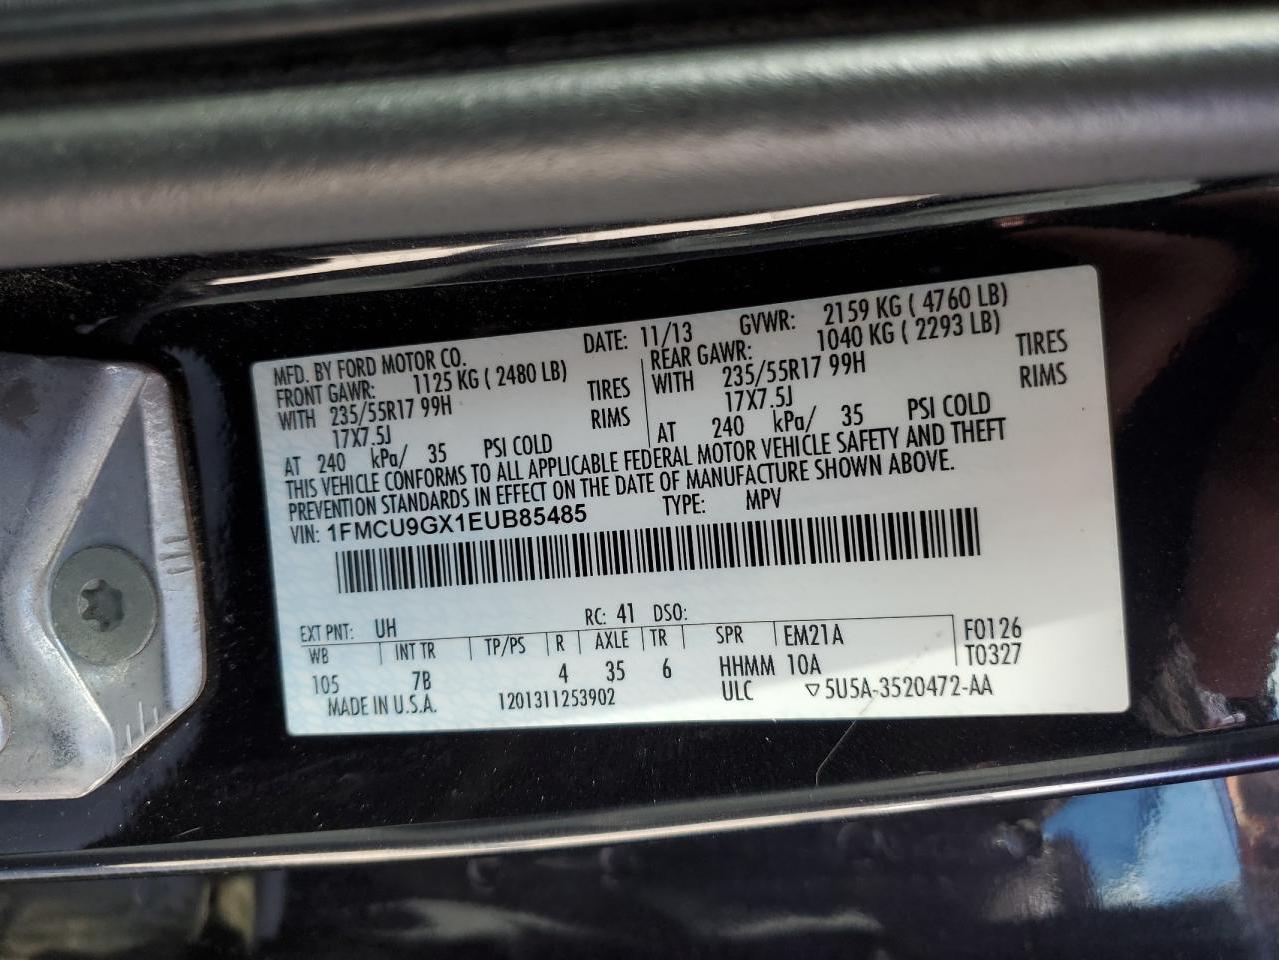 MFD. BY FORD MOTOR CO. DATE: 11/13 GVWR: 2159 KG ( 4760 LB)
FRONT GAWR: 1125 KG ( 2480 LB) REAR GAWR: 1040 KG ( 2293 LB)
WITH 235/55R17 99H TIRES WITH 235/55R17 99H TIRES
17X7.5J RIMS 17X7.5J RIMS
AT 240 kPa/ 35 PSI COLD AT 240 kPa/ 35 PSI COLD
THIS VEHICLE CONFORMS TO ALL APPLICABLE FEDERAL MOTOR VEHICLE SAFETY AND THEFT
PREVENTION STANDARDS IN EFFECT ON THE DATE OF MANUFACTURE SHOWN ABOVE.
VIN: 1FMCU9GX1EUB85485 TYPE: MPV
EXT PNT: UH RC: 41 DSO:
WB INT TR TP/PS R AXLE TR SPR EM21A F0126
105 7B 4 35 6 HHMM 10A T0327
MADE IN U.S.A. 1201311253902 ULC ▽5U5A-3520472-AA